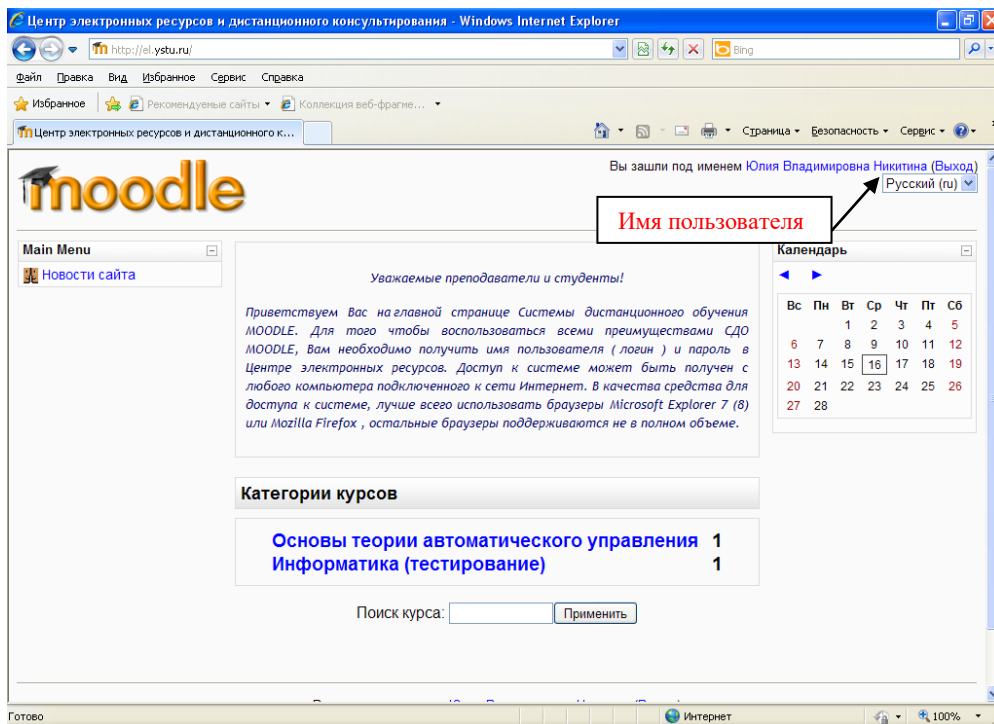 Центр электронных ресурсов и дистанционного консультирования - Windows Internet Explorer
http://el.ystu.ru/
Bing
Файл Правка Вид Избранное Сервис Справка
Избранное Рекомендуемые сайты Коллекция веб-фрагме...
Центр электронных ресурсов и дистанционного к...
Страница Безопасность Сервис
moodle
Вы зашли под именем Юлия Владимировна Никитина (Выход)
Русский (ru)
Имя пользователя
Main Menu
Новости сайта
Уважаемые преподаватели и студенты!
Приветствуем Вас на главной странице Системы дистанционного обучения
MOODLE. Для того чтобы воспользоваться всеми преимуществами СДО
MOODLE, Вам необходимо получить имя пользователя ( логин ) и пароль в
Центре электронных ресурсов. Доступ к системе может быть получен с
любого компьютера подключенного к сети Интернет. В качества средства для
доступа к системе, лучше всего использовать браузеры Microsoft Explorer 7 (8)
или Mozilla Firefox , остальные браузеры поддерживаются не в полном объеме.
Календарь
Вс Пн Вт Ср Чт Пт Сб
1 2 3 4 5
6 7 8 9 10 11 12
13 14 15 16 17 18 19
20 21 22 23 24 25 26
27 28
Категории курсов
Основы теории автоматического управления 1
Информатика (тестирование) 1
Поиск курса: Применить
Готово
Интернет
100%